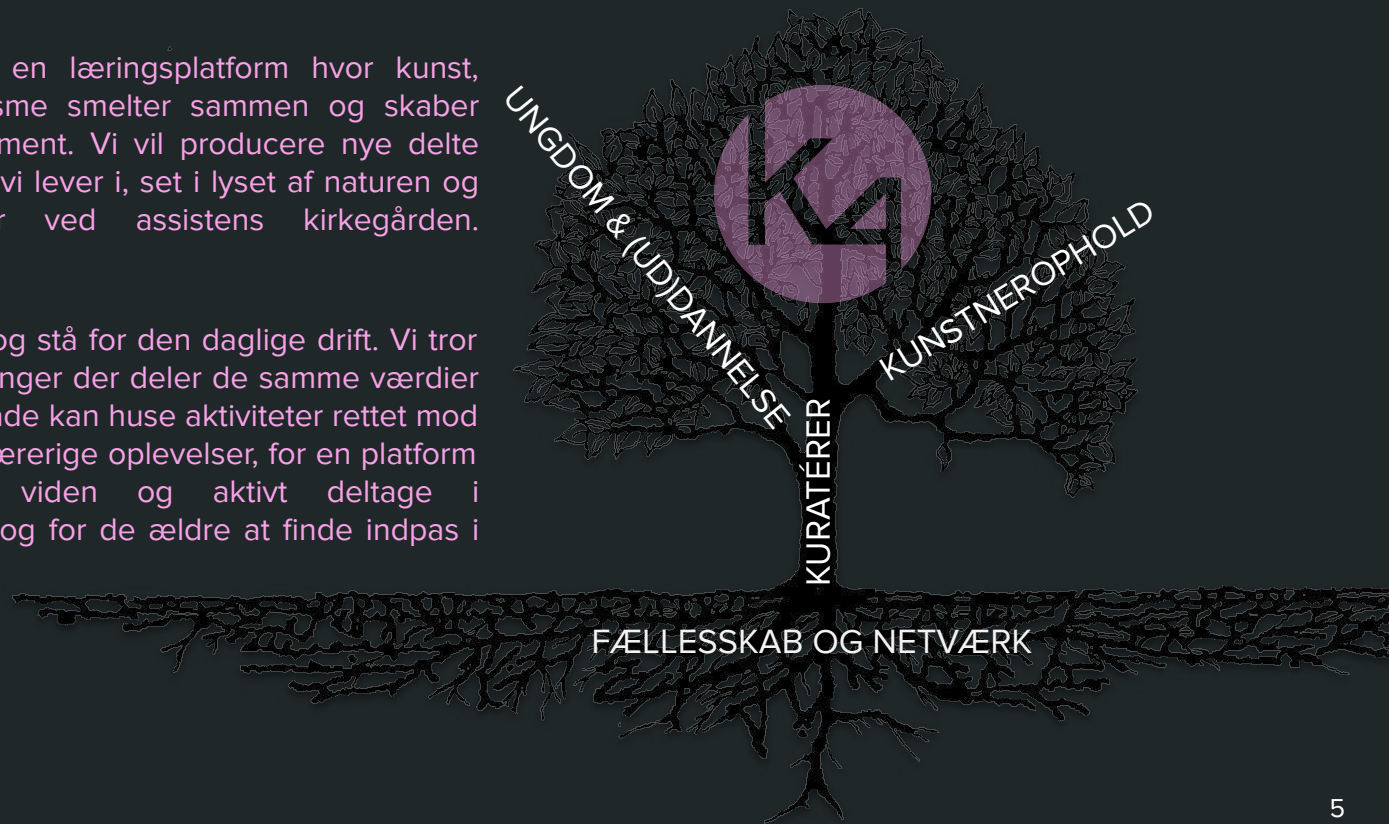 en læringsplatform hvor kunst,
sme smelter sammen og skaber
ment. Vi vil producere nye delte
vi lever i, set i lyset af naturen og
r ved assistens kirkegården.
og stå for den daglige drift. Vi tror
nger der deler de samme værdier
nde kan huse aktiviteter rettet mod
ærerige oplevelser, for en platform
viden og aktivt deltage i
og for de ældre at finde indpas i
K4
UNGDOM & (UD)DANNELSE
KUNSTNEROPHOLD
KURATÉRER
FÆLLESSKAB OG NETVÆRK
5